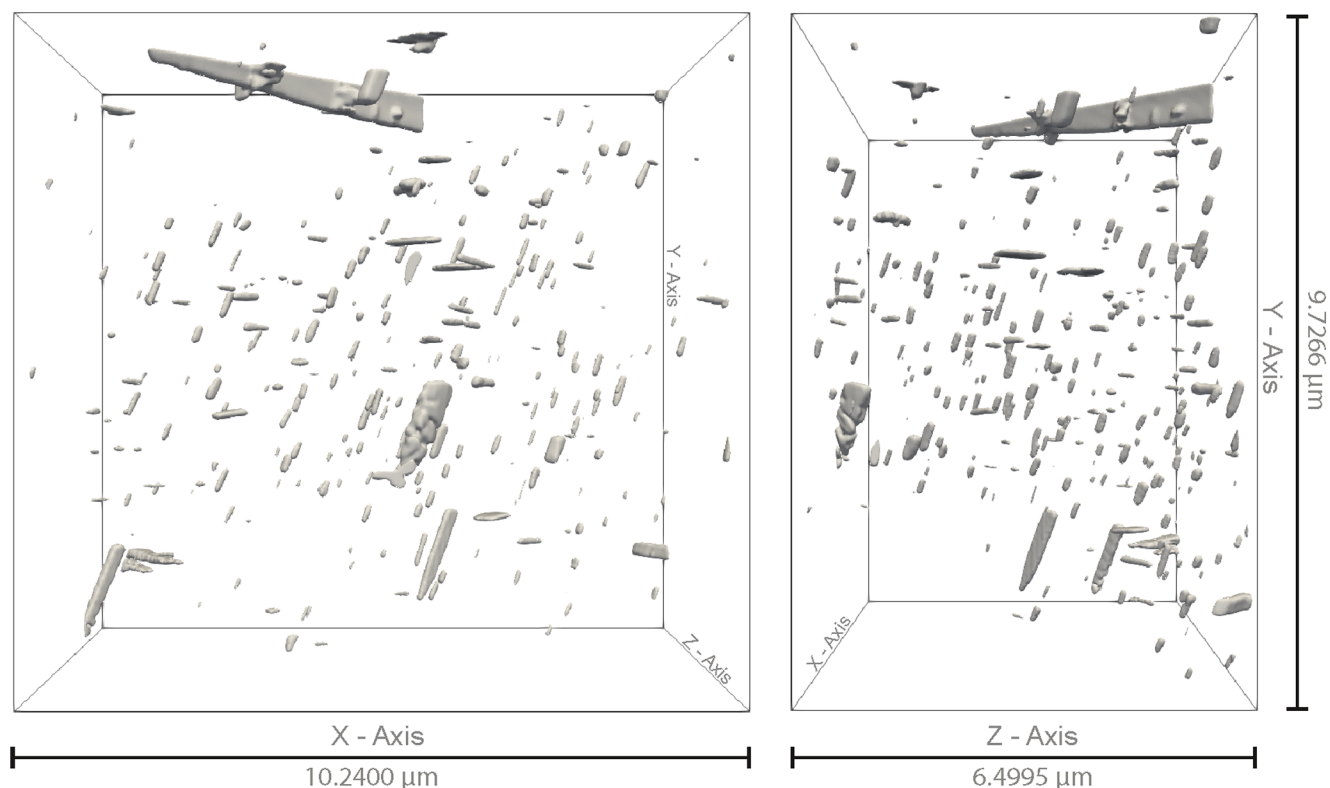 Y - Axis
Z - Axis
X - Axis
10.2400 µm
X - Axis
Y - Axis
9.7266 µm
Z - Axis
6.4995 µm